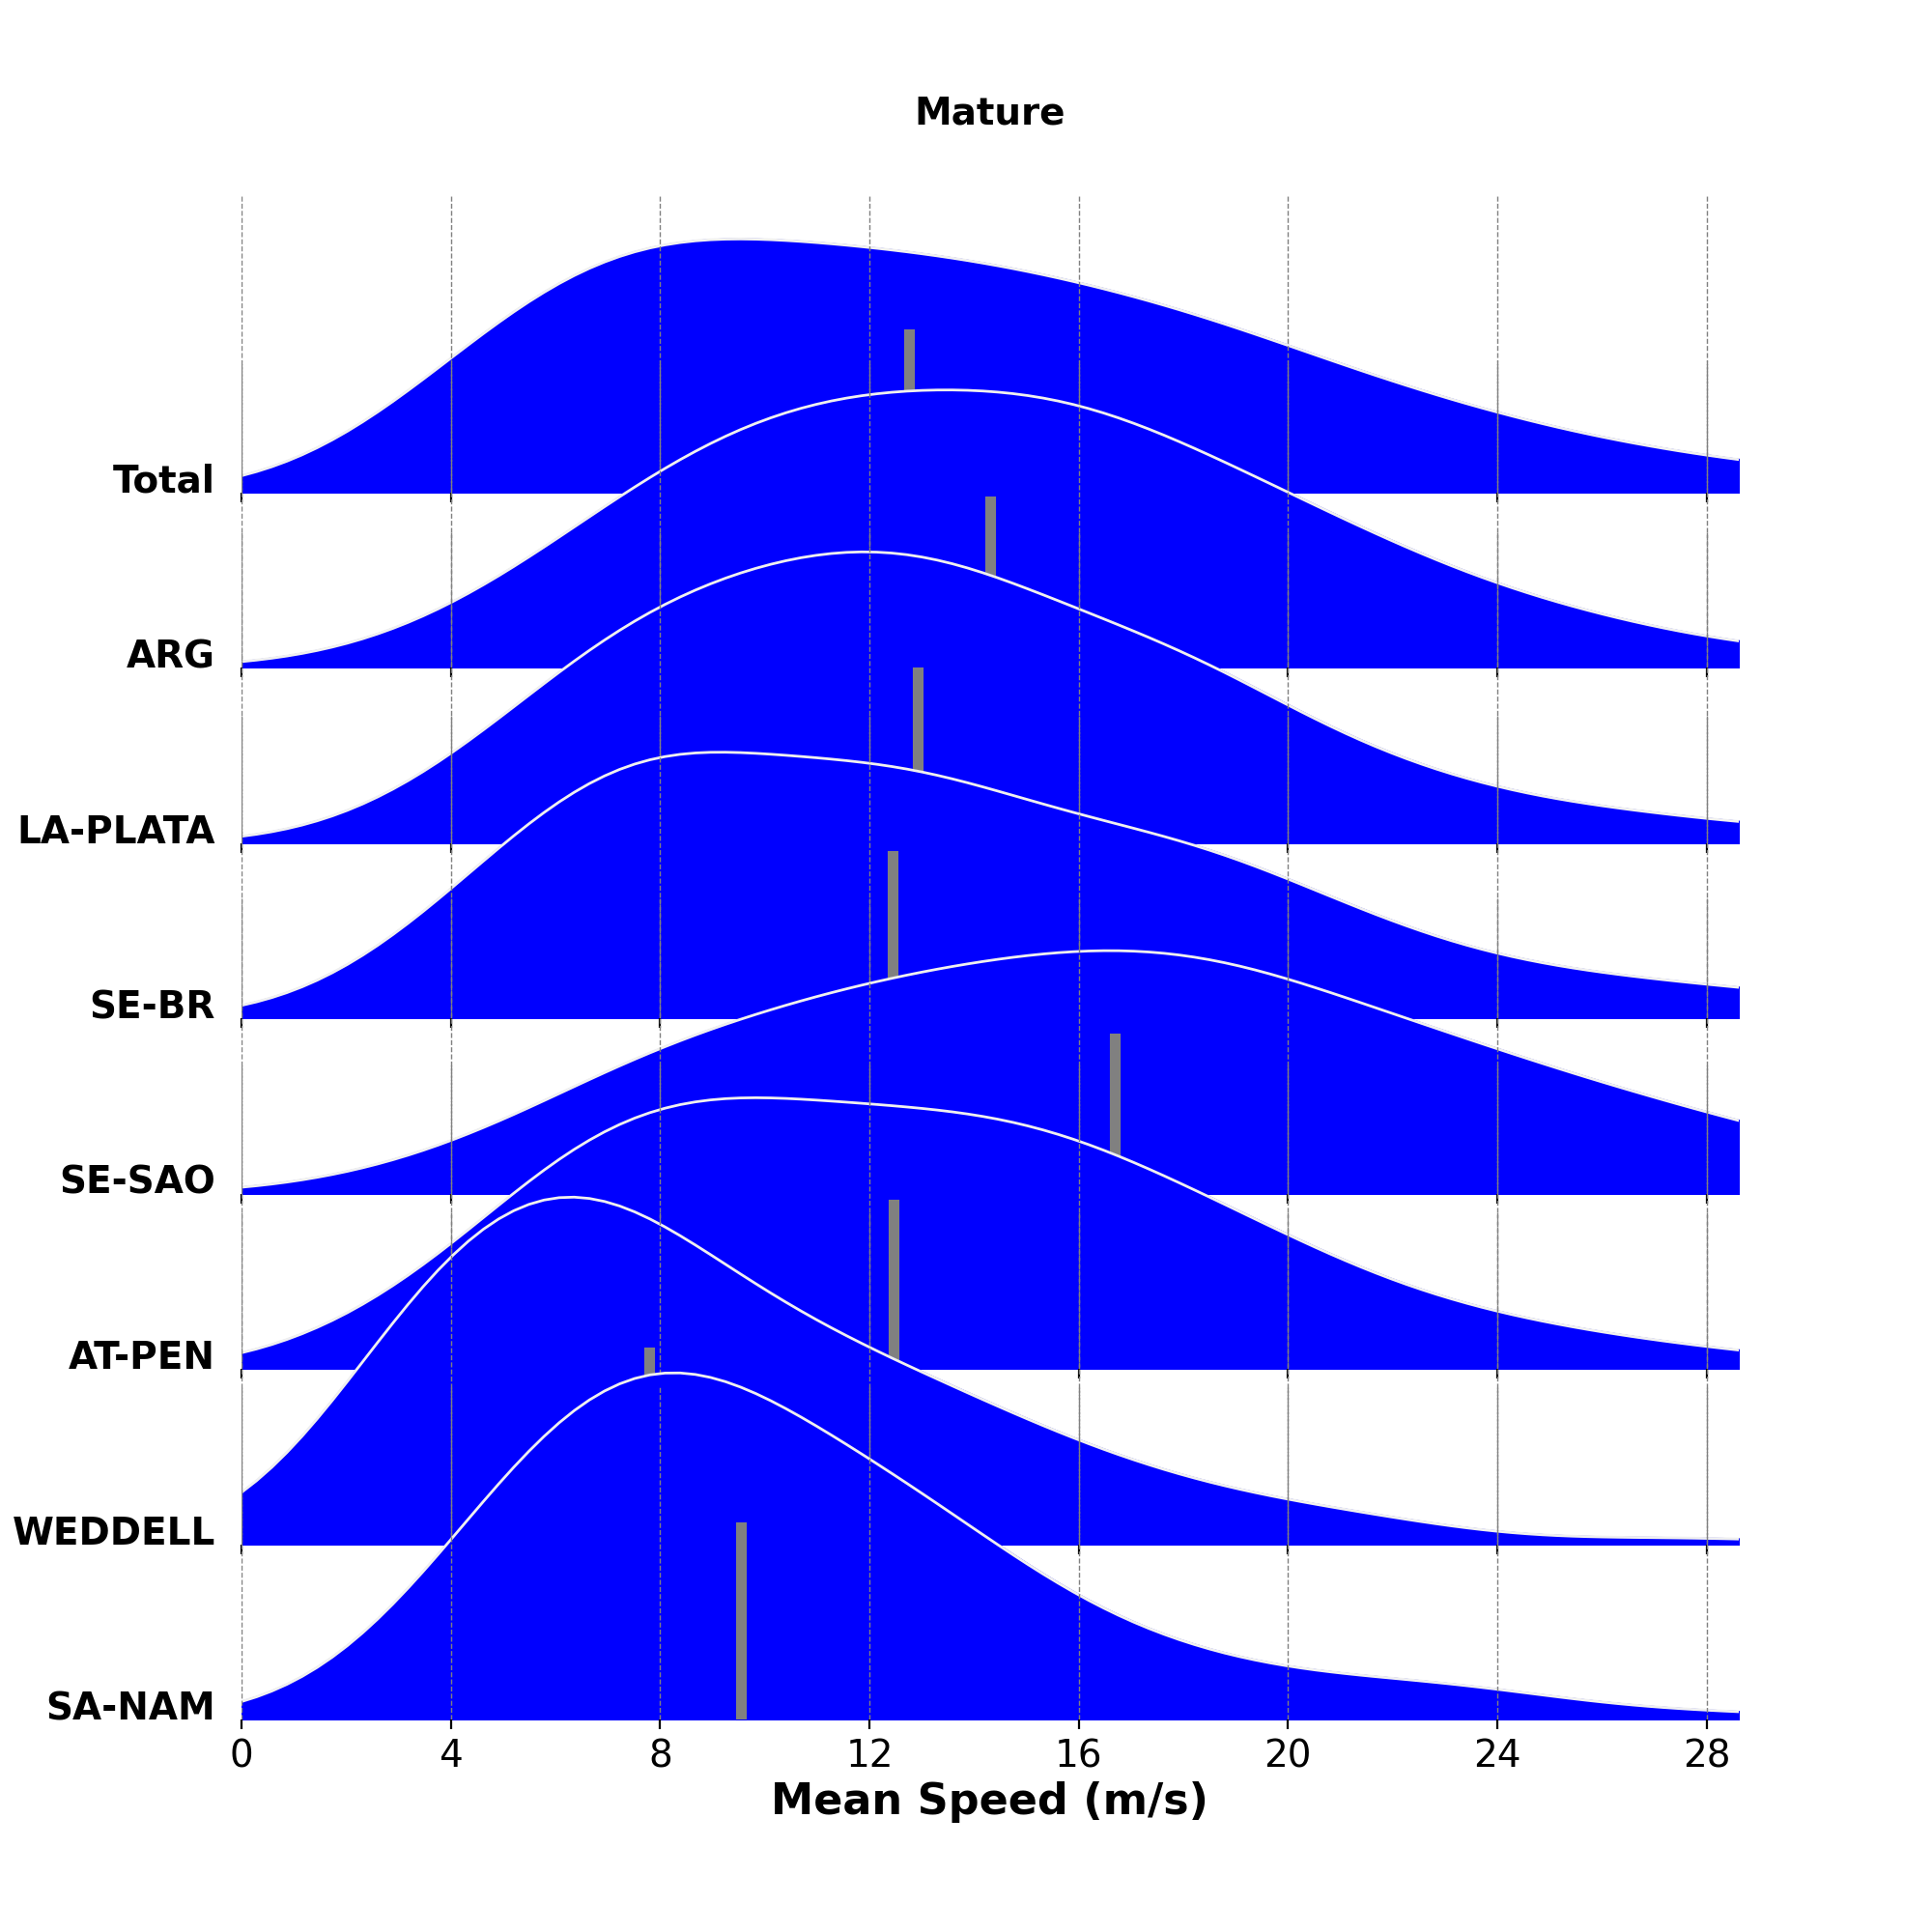 Mature
Total
ARG
LA-PLATA
SE-BR
SE-SAO
AT-PEN
WEDDELL
SA-NAM
0 4 8 12 16 20 24 28
Mean Speed (m/s)